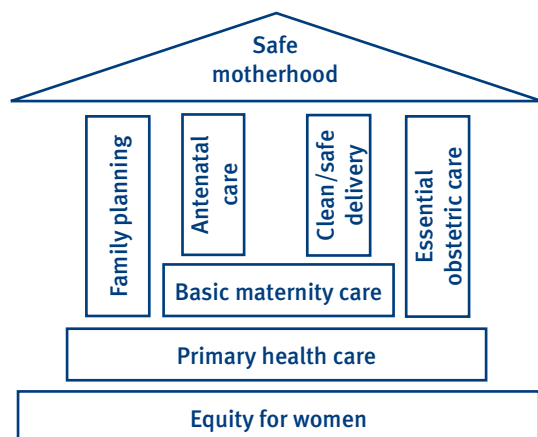 Safe
motherhood
Family planning
Antenatal
care
Clean/safe
delivery
Essential
obstetric care
Basic maternity care
Primary health care
Equity for women